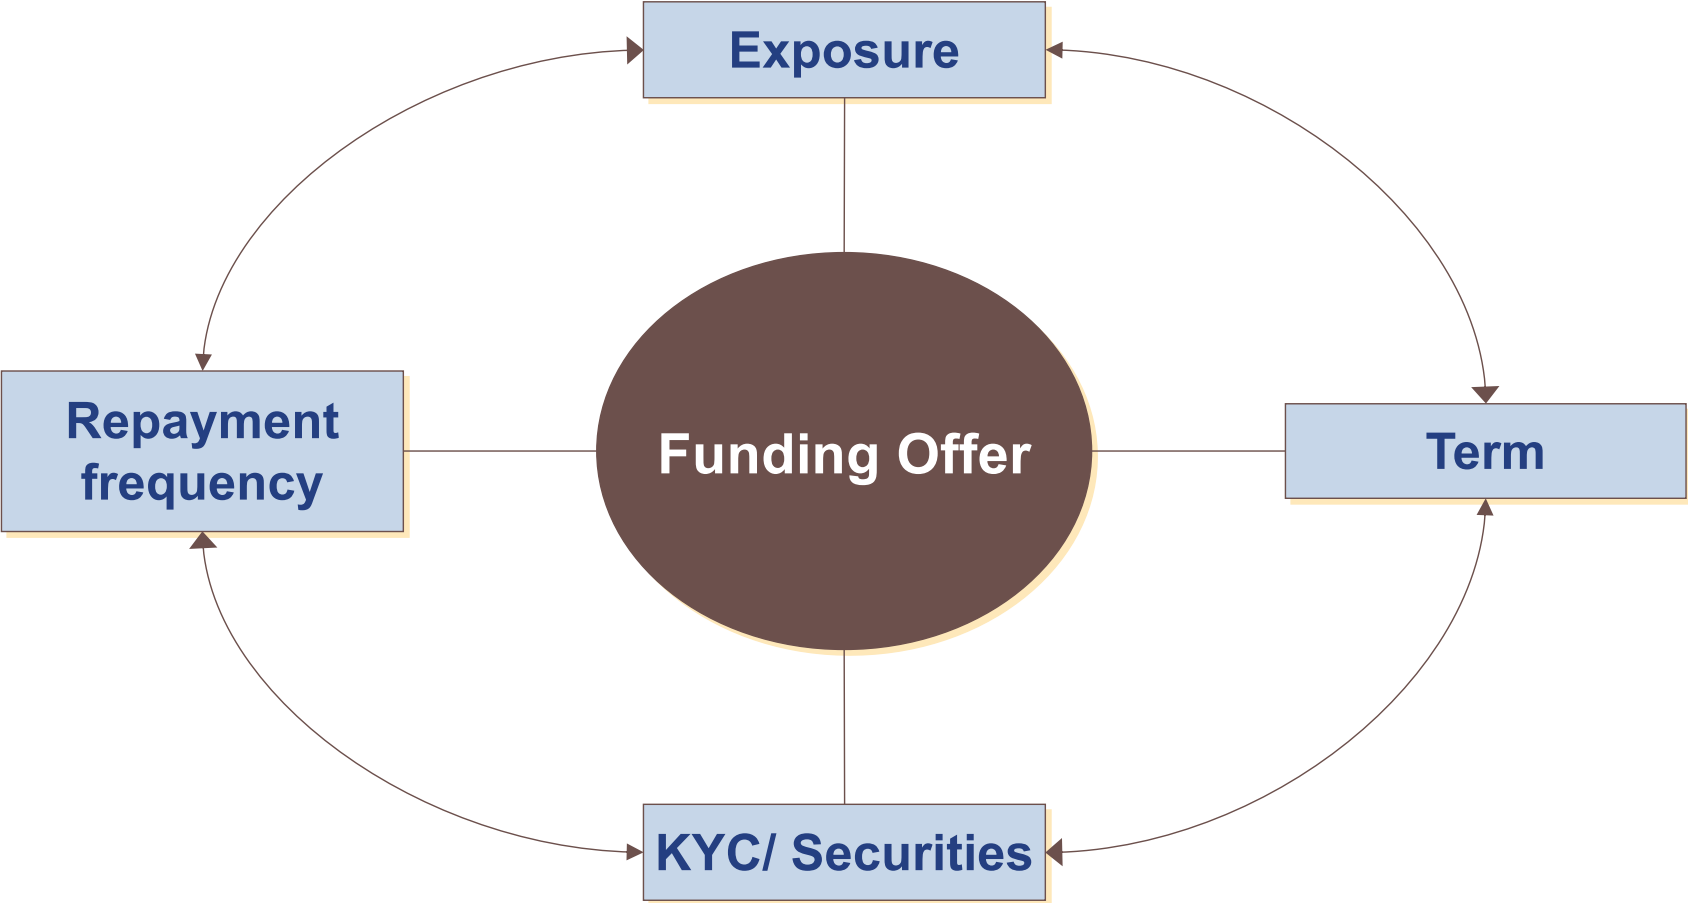 Exposure
Repayment
frequency
Funding Offer
Term
KYC/ Securities